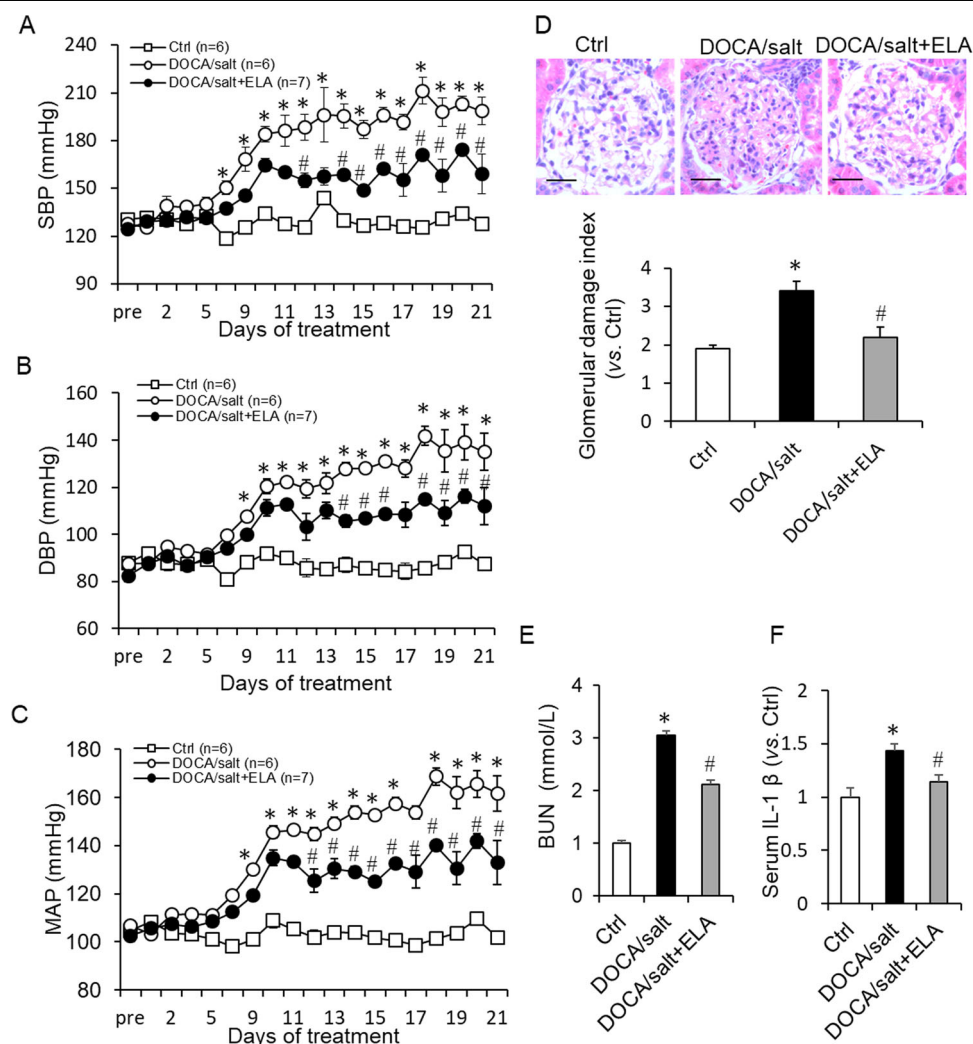 A
240
210
180
150
120
90
SBP (mmHg)
Ctrl (n=6)
DOCA/salt (n=6)
DOCA/salt+ELA (n=7)
* * * * * * * * * * * * * *
# # # # # # # # #
pre 2 5 9 11 13 15 17 19 21
Days of treatment
B
160
140
120
100
80
60
DBP (mmHg)
Ctrl (n=6)
DOCA/salt (n=6)
DOCA/salt+ELA (n=7)
* * * * * * * * * * * * *
# # # # # # #
pre 2 5 9 11 13 15 17 19 21
Days of treatment
C
180
160
140
120
100
80
MAP (mmHg)
Ctrl (n=6)
DOCA/salt (n=6)
DOCA/salt+ELA (n=7)
* * * * * * * * * * * *
# # # # # # # # # #
pre 2 5 9 11 13 15 17 19 21
Days of treatment
D
Ctrl DOCA/salt DOCA/salt+ELA
Glomerular damage index
(vs. Ctrl)
4
3
2
1
0
*
#
Ctrl
DOCA/salt
DOCA/salt+ELA
E
BUN (mmol/L)
4
3
2
1
0
*
#
Ctrl
DOCA/salt
DOCA/salt+ELA
F
Serum IL-1 β (vs. Ctrl)
2
1.5
1
0.5
0
*
#
Ctrl
DOCA/salt
DOCA/salt+ELA